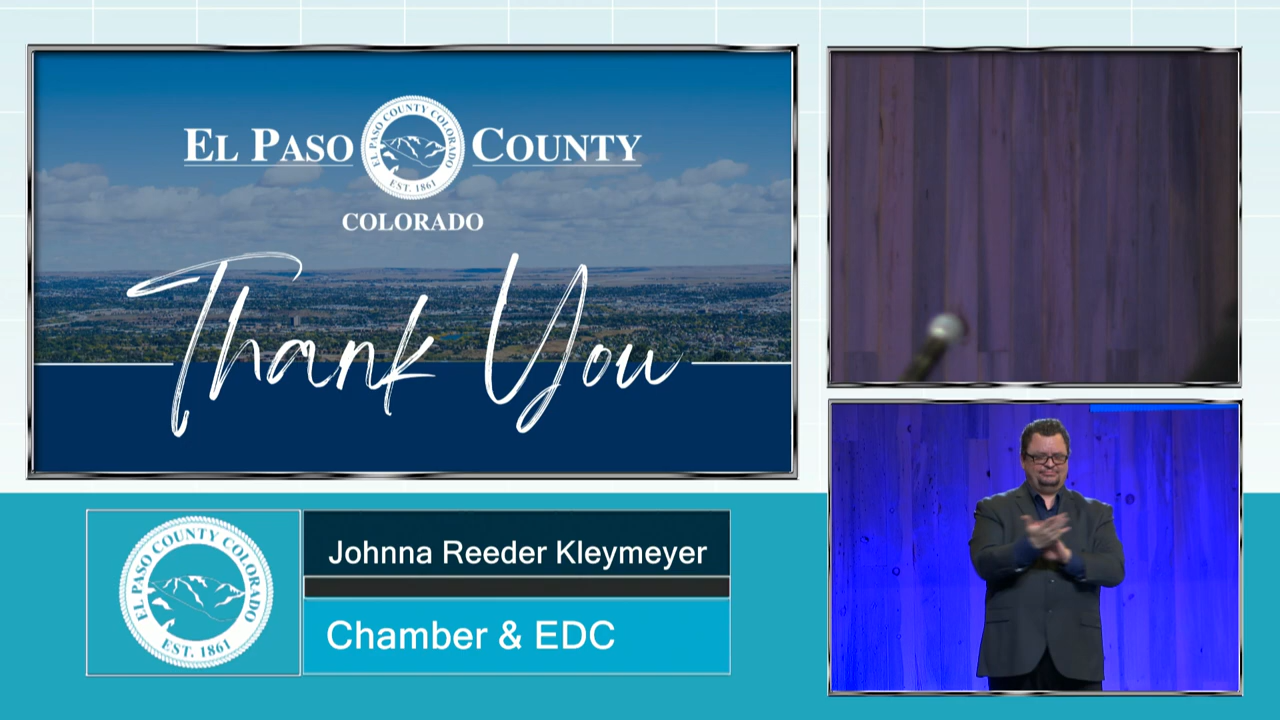 EL PASO COUNTY
EL PASO COUNTY COLORADO
EST. 1861
COLORADO
Thank You
EL PASO COUNTY COLORADO
EST. 1861
Johnna Reeder Kleymeyer
Chamber & EDC